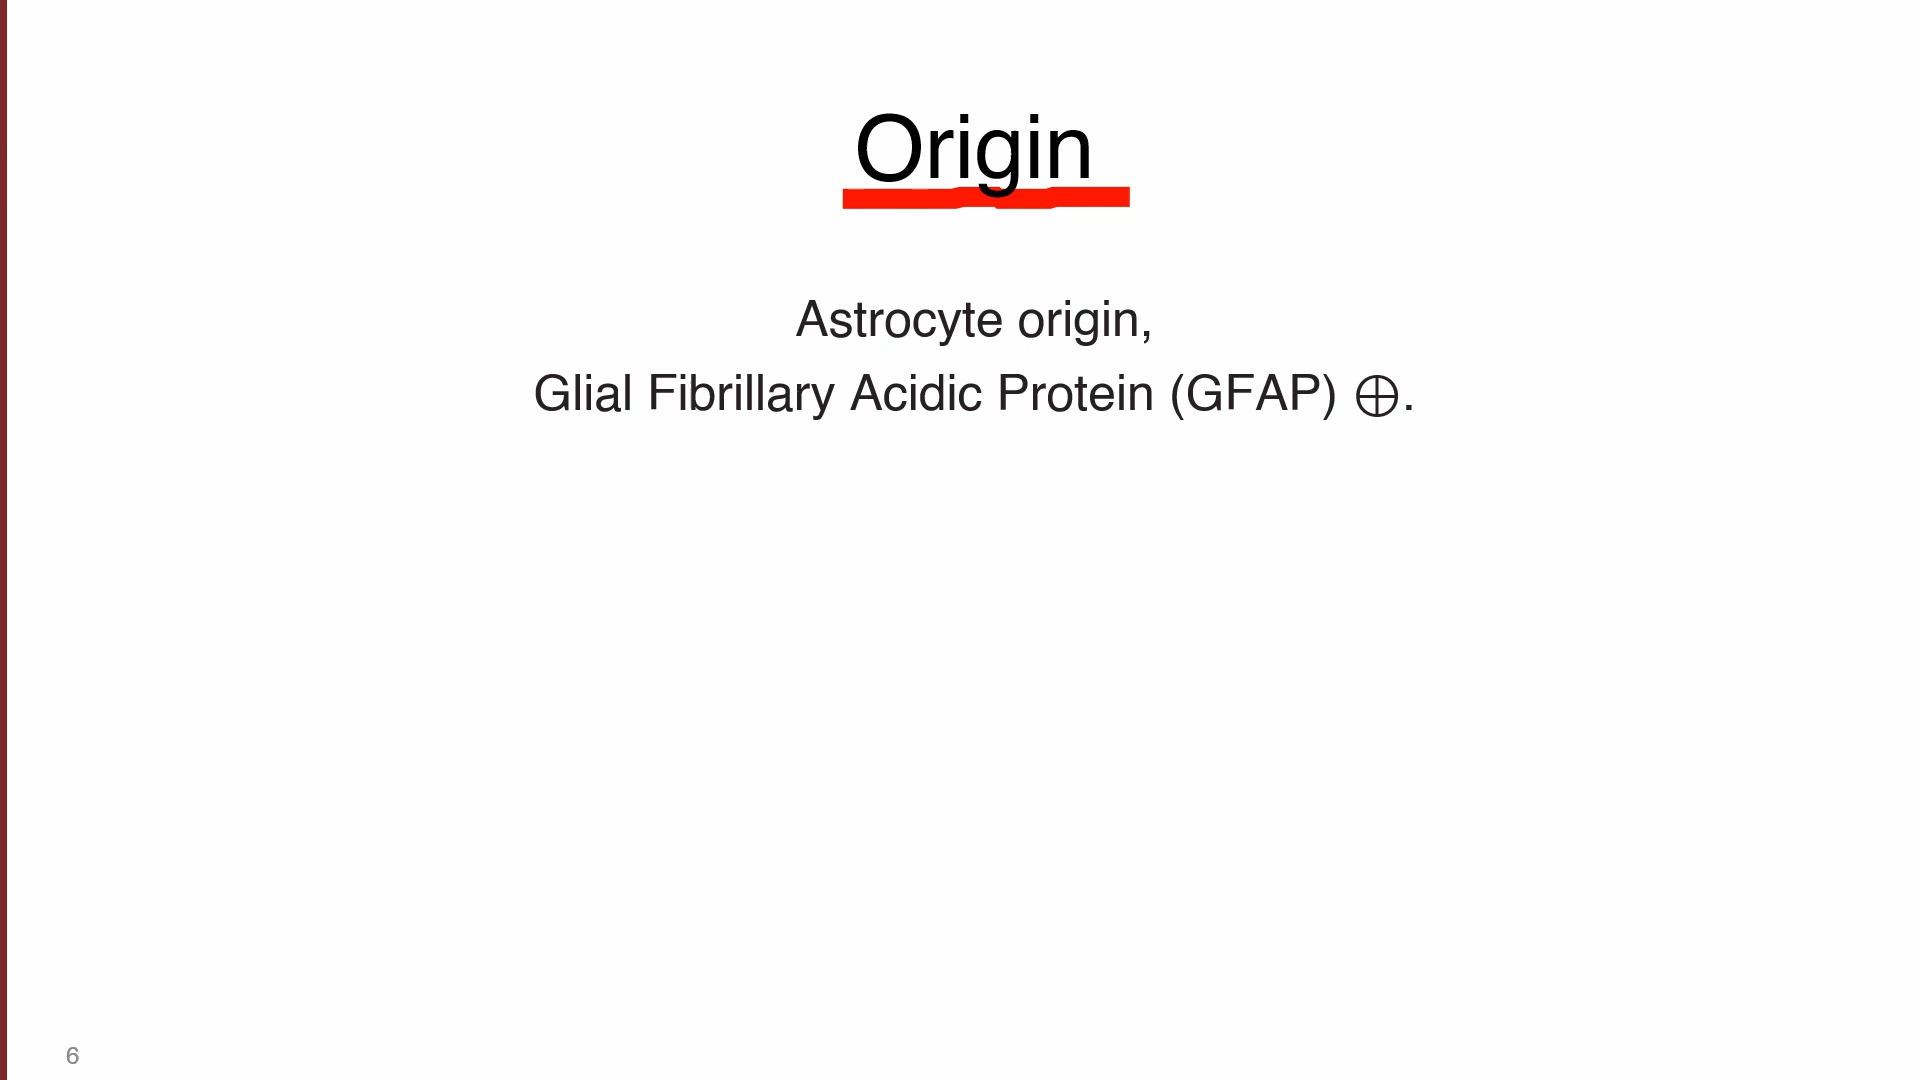 Origin
Astrocyte origin,
Glial Fibrillary Acidic Protein (GFAP) ⊕.
6